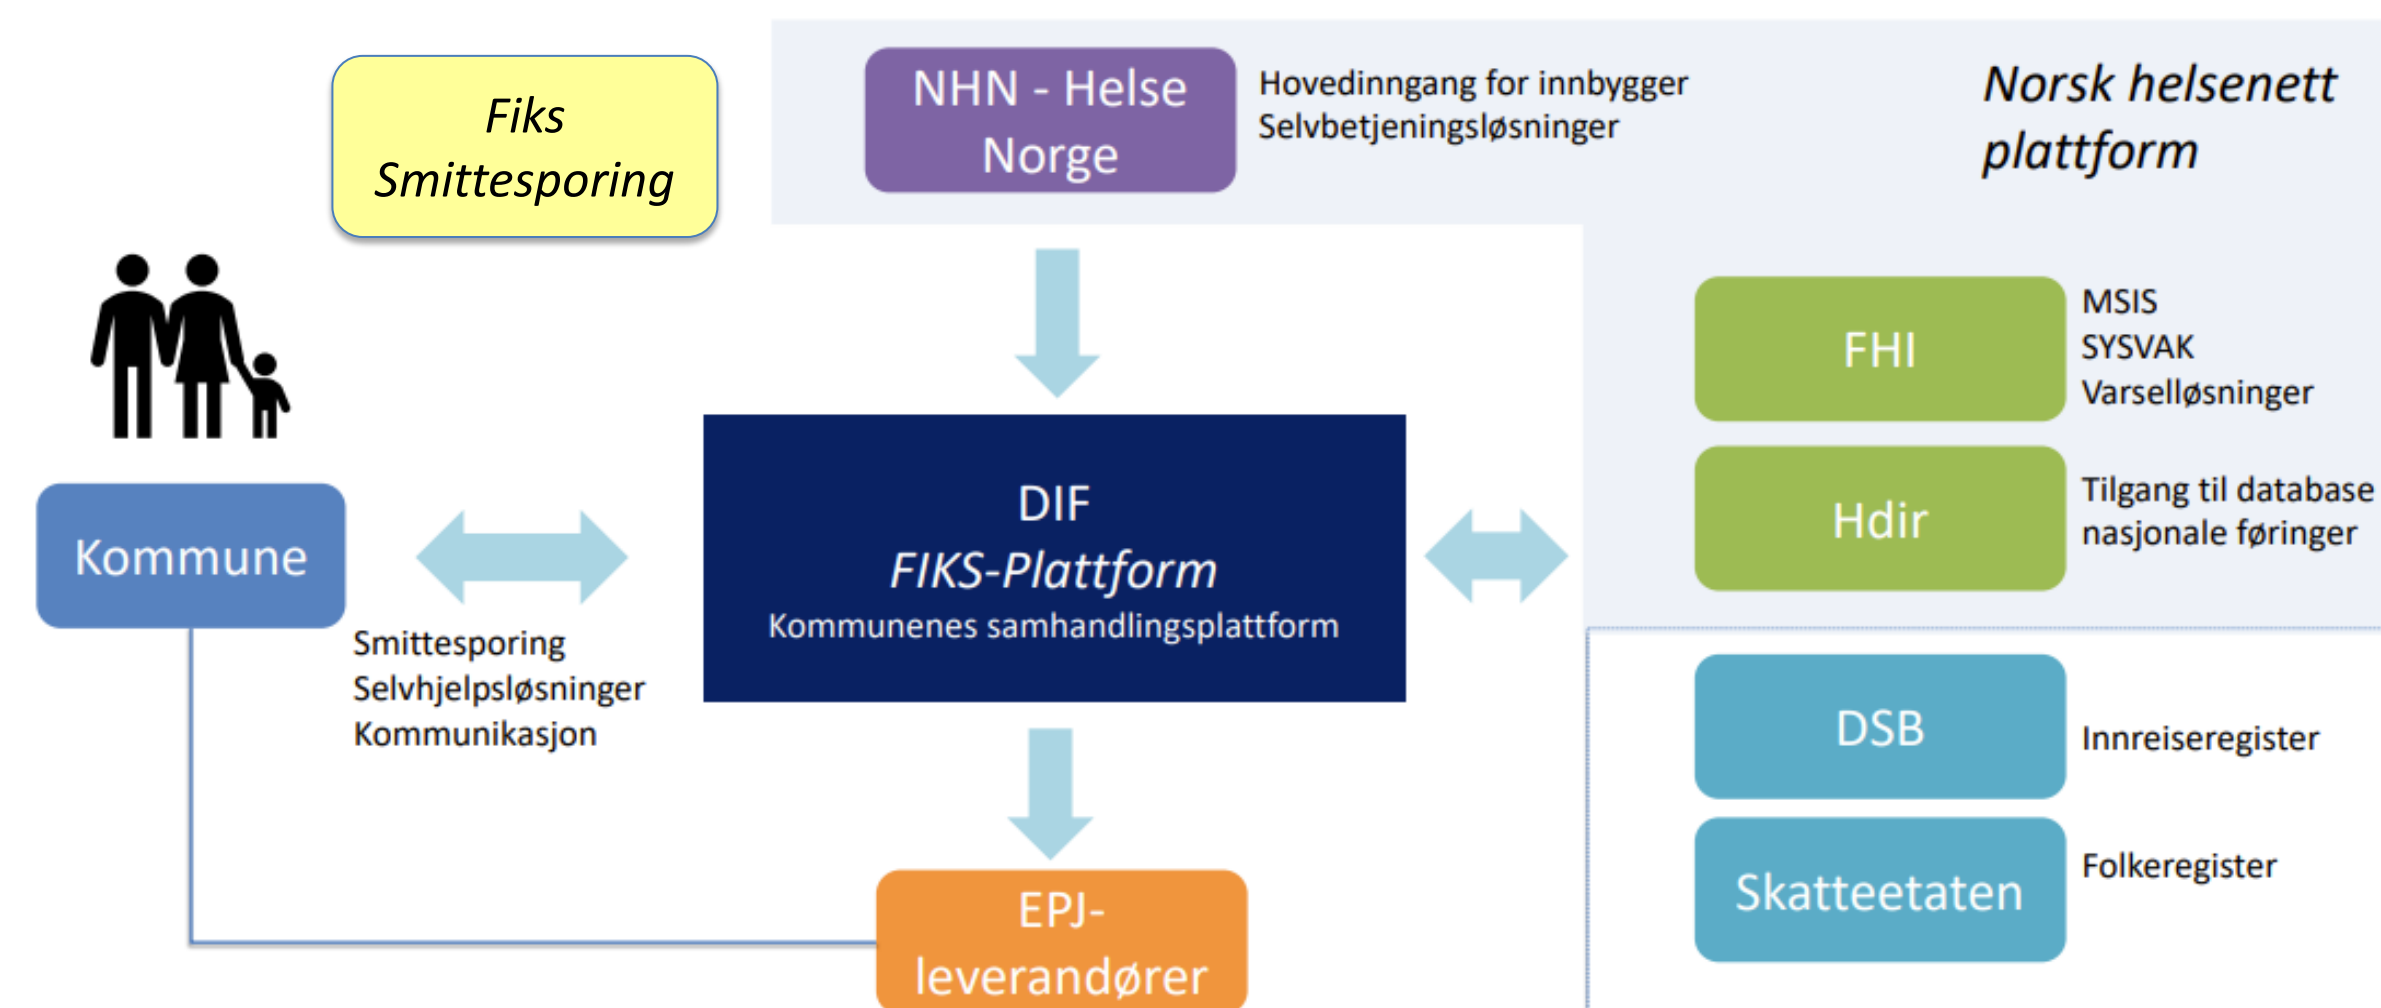 Fiks
Smittesporing
NHN - Helse
Norge
Hovedinngang for innbygger
Selvbetjeningsløsninger
Norsk helsenett
plattform
FHI
MSIS
SYSVAK
Varselløsninger
Hdir
Tilgang til database
nasjonale føringer
Kommune
Smittesporing
Selvhjelpsløsninger
Kommunikasjon
DIF
FIKS-Plattform
Kommunenes samhandlingsplattform
DSB
Innreiseregister
Skatteetaten
Folkeregister
EPJ-
leverandører